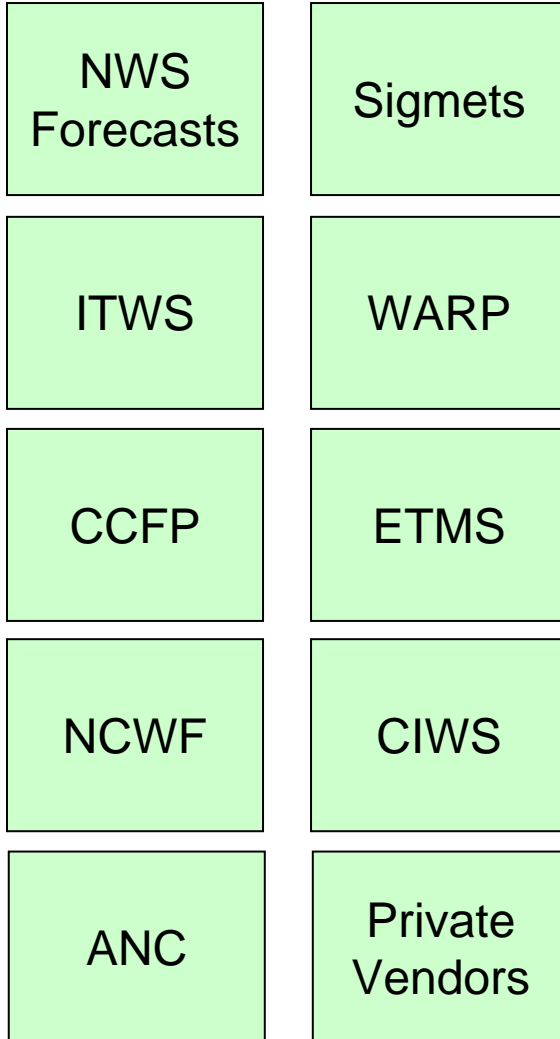 NWS
Forecasts
Sigmets
ITWS
WARP
CCFP
ETMS
NCWF
CIWS
ANC
Private
Vendors